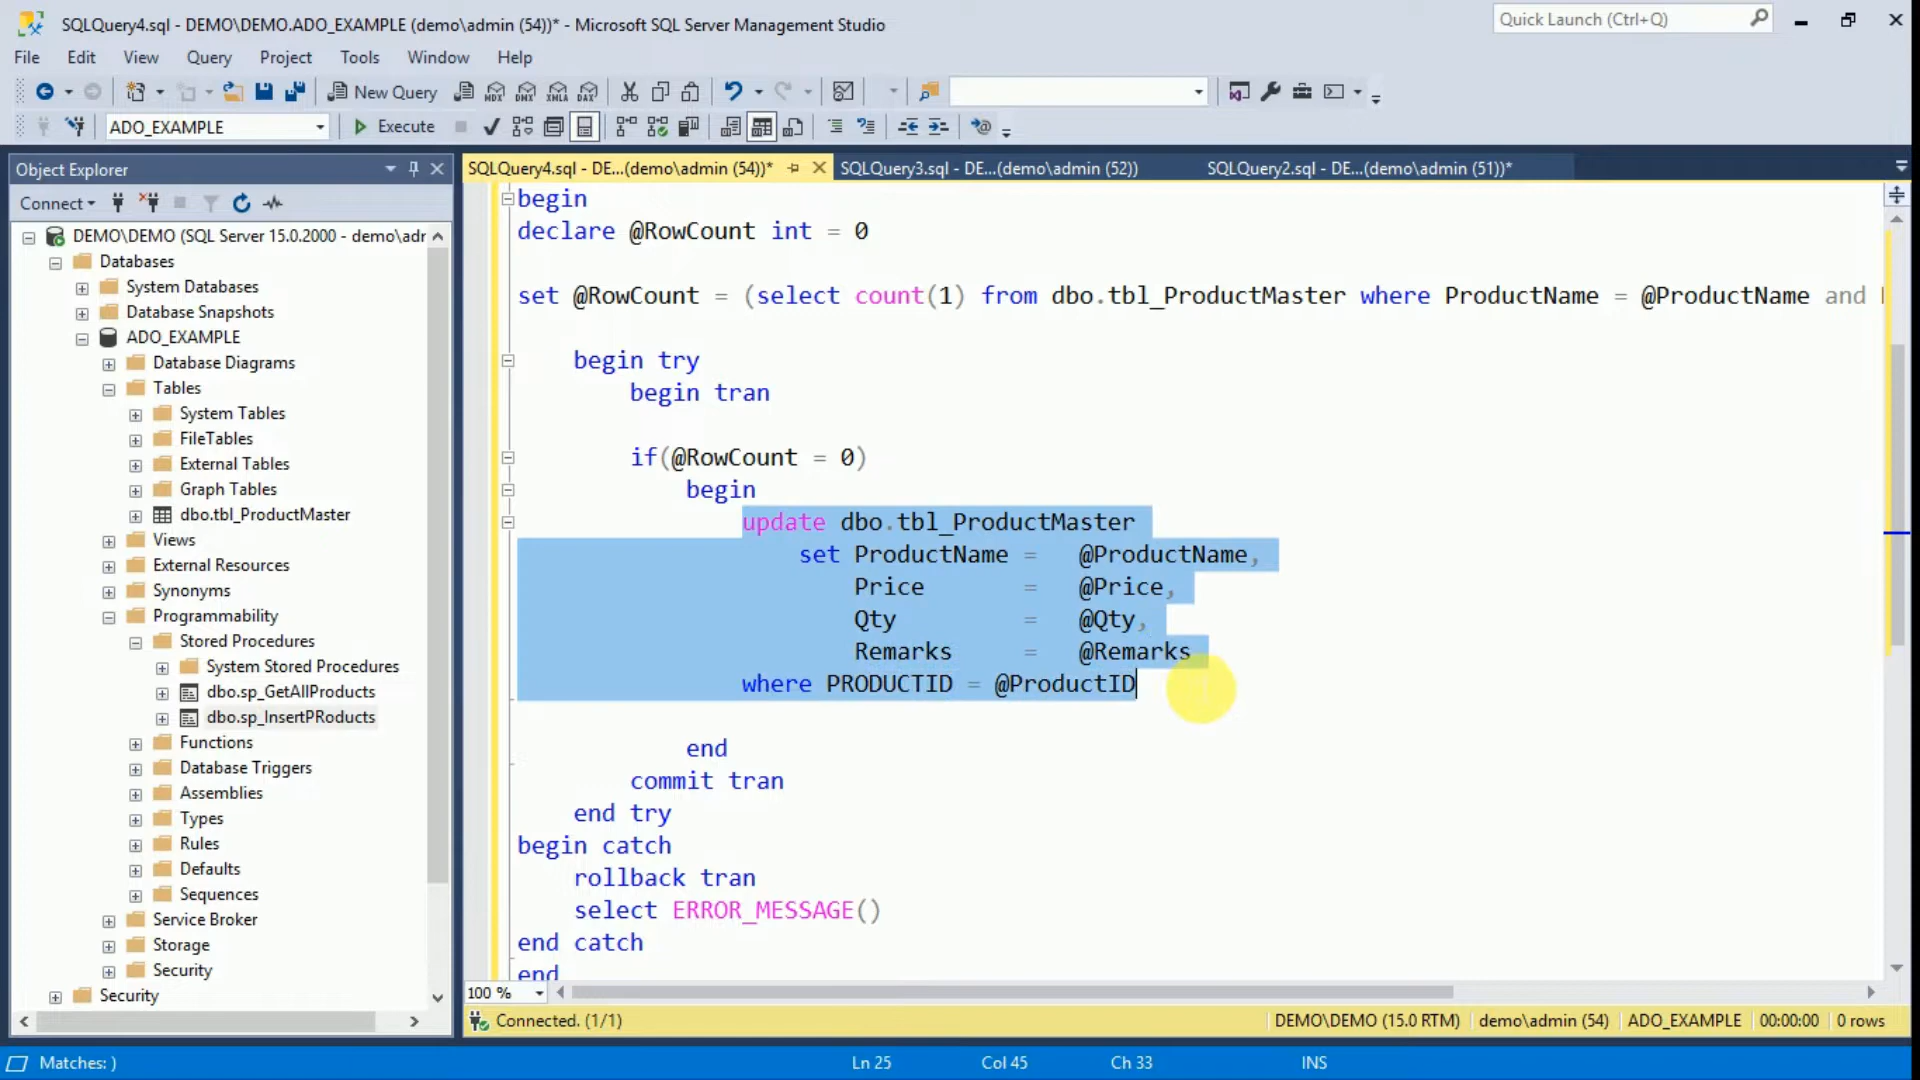 SQLQuery4.sql - DEMO\DEMO.ADO_EXAMPLE (demo\admin (54))* - Microsoft SQL Server Management Studio
Quick Launch (Ctrl+Q)
File Edit View Query Project Tools Window Help
New Query
MDX DMX XMLA DAX
ADO_EXAMPLE
Execute
Object Explorer
SQLQuery4.sql - DE...(demo\admin (54))*
SQLQuery3.sql - DE...(demo\admin (52))
SQLQuery2.sql - DE...(demo\admin (51))*
Connect
DEMO\DEMO (SQL Server 15.0.2000 - demo\adr
Databases
System Databases
Database Snapshots
ADO_EXAMPLE
Database Diagrams
Tables
System Tables
FileTables
External Tables
Graph Tables
dbo.tbl_ProductMaster
Views
External Resources
Synonyms
Programmability
Stored Procedures
System Stored Procedures
dbo.sp_GetAllProducts
dbo.sp_InsertPRoducts
Functions
Database Triggers
Assemblies
Types
Rules
Defaults
Sequences
Service Broker
Storage
Security
Security
begin
declare @RowCount int = 0
set @RowCount = (select count(1) from dbo.tbl_ProductMaster where ProductName = @ProductName and
begin try
begin tran
if(@RowCount = 0)
begin
update dbo.tbl_ProductMaster
set ProductName = @ProductName,
Price = @Price,
Qty = @Qty,
Remarks = @Remarks
where PRODUCTID = @ProductID
end
commit tran
end try
begin catch
rollback tran
select ERROR_MESSAGE()
end catch
end
100 %
Connected. (1/1)
DEMO\DEMO (15.0 RTM) demo\admin (54) ADO_EXAMPLE 00:00:00 0 rows
Matches: )
Ln 25 Col 45 Ch 33 INS